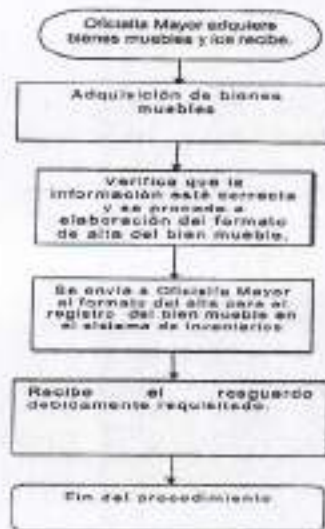 Oficialía Mayor adquiere
bienes muebles y los recibe.
Adquisición de bienes
muebles
Verifica que la
información esté correcta
y se procede a
elaboración del formato
de alta del bien mueble.
Se envía a Oficialía Mayor
el formato del alta para el
registro del bien mueble en
el sistema de inventarios
Recibe el resguardo
debidamente requisitado.
Fin del procedimiento